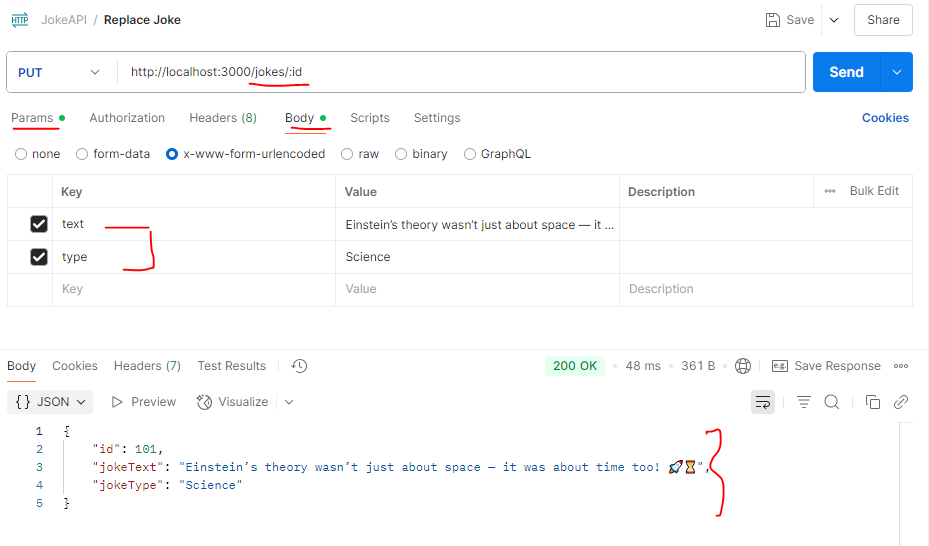 HTTP JokeAPI / Replace Joke Save Share
PUT http://localhost:3000/jokes/:id Send
Params Authorization Headers (8) Body Scripts Settings Cookies
none form-data x-www-form-urlencoded raw binary GraphQL
Key Value Description ••• Bulk Edit
text Einstein’s theory wasn’t just about space — it ...
type Science
Key Value Description
Body Cookies Headers (7) Test Results 200 OK • 48 ms • 361 B e.g. Save Response •••
{} JSON Preview Visualize
1 {
2 "id": 101,
3 "jokeText": "Einstein’s theory wasn’t just about space — it was about time too! 🚀⏳",
4 "jokeType": "Science"
5 }